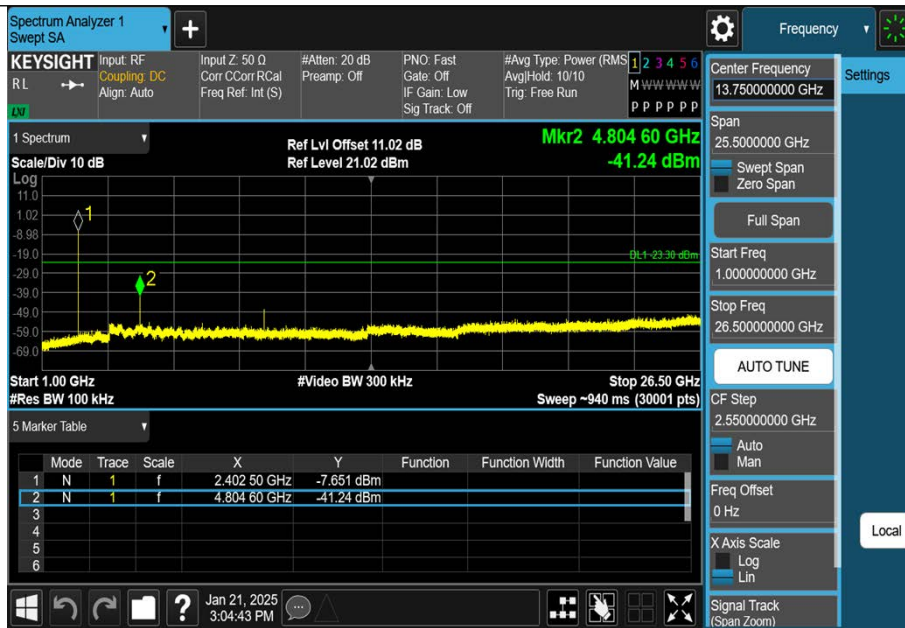 Spectrum Analyzer 1
Swept SA
Frequency
KEYSIGHT
RL
LXI
Input: RF
Coupling: DC
Align: Auto
Input Z: 50 Ω
Corr CCorr RCal
Freq Ref: Int (S)
#Atten: 20 dB
Preamp: Off
PNO: Fast
Gate: Off
IF Gain: Low
Sig Track: Off
#Avg Type: Power (RMS
Avg|Hold: 10/10
Trig: Free Run
1 2 3 4 5 6
M W W W W W
P P P P P P
Center Frequency
13.750000000 GHz
Settings
Span
25.5000000 GHz
Swept Span
Zero Span
Full Span
Start Freq
1.000000000 GHz
Stop Freq
26.500000000 GHz
AUTO TUNE
CF Step
2.550000000 GHz
Auto
Man
Freq Offset
0 Hz
X Axis Scale
Log
Lin
Signal Track
(Span Zoom)
Local
1 Spectrum
Scale/Div 10 dB
Ref Lvl Offset 11.02 dB
Ref Level 21.02 dBm
Mkr2 4.804 60 GHz
-41.24 dBm
Log
11.0
1.02
-8.98
-19.0
-29.0
-39.0
-49.0
-59.0
-69.0
1
2
DL1 -23.30 dBm
Start 1.00 GHz
#Video BW 300 kHz
Stop 26.50 GHz
#Res BW 100 kHz
Sweep ~940 ms (30001 pts)
5 Marker Table
Mode Trace Scale X Y Function Function Width Function Value
1 N 1 f 2.402 50 GHz -7.651 dBm
2 N 1 f 4.804 60 GHz -41.24 dBm
3
4
5
6
?
Jan 21, 2025
3:04:43 PM